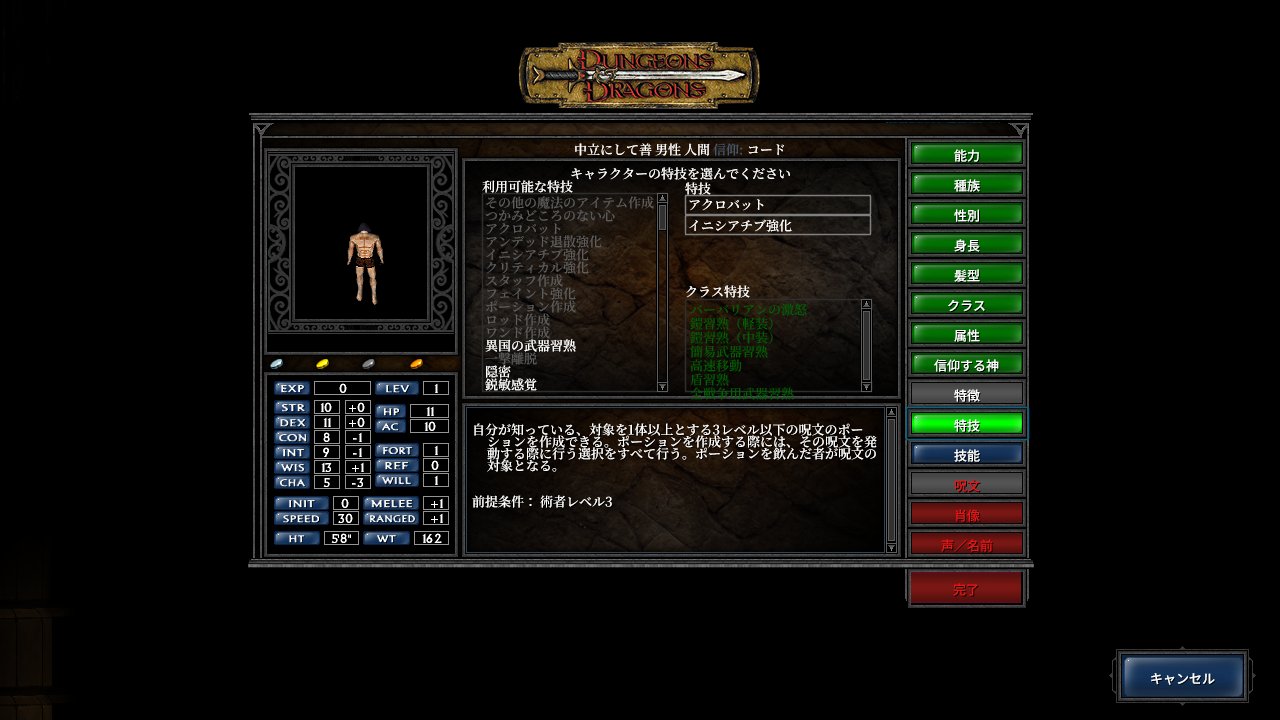 DUNGEONS
&
DRAGONS
中立にして善 男性 人間 信仰: コード
キャラクターの特技を選んでください
利用可能な特技
その他の魔法のアイテム作成
つかみどころのない心
アクロバット
アンデッド退散強化
イニシアチブ強化
クリティカル強化
スタッフ作成
フェイント強化
ポーション作成
ロッド作成
ワンド作成
異国の武器習熟
一撃離脱
隠密
鋭敏感覚
特技
アクロバット
イニシアチブ強化
クラス特技
バーバリアンの激怒
鎧習熟（軽装）
鎧習熟（中装）
簡易武器習熟
高速移動
盾習熟
全戦争用武器習熟
自分が知っている、対象を1体以上とする3レベル以下の呪文のポー
ションを作成できる。ポーションを作成する際には、その呪文を発
動する際に行う選択をすべて行う。ポーションを飲んだ者が呪文の
対象となる。
前提条件： 術者レベル3
EXP 0 LEV 1
STR 10 +0
DEX 11 +0
CON 8 -1
INT 9 -1
WIS 13 +1
CHA 5 -3
HP 11
AC 10
FORT 1
REF 0
WILL 1
INIT 0 MELEE +1
SPEED 30 RANGED +1
HT 5'8" WT 162
能力
種族
性別
身長
髪型
クラス
属性
信仰する神
特徴
特技
技能
呪文
肖像
声／名前
完了
キャンセル